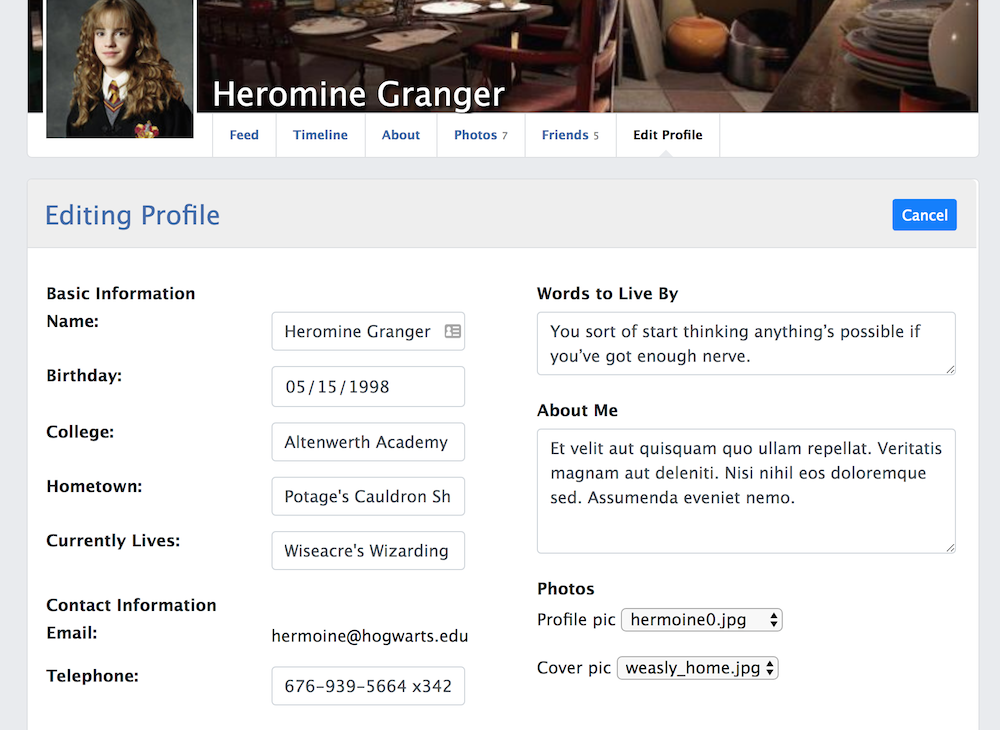 Heromine Granger
Feed
Timeline
About
Photos 7
Friends 5
Edit Profile
Editing Profile
Cancel
Basic Information
Name:
Heromine Granger
Birthday:
05/15/1998
College:
Altenwerth Academy
Hometown:
Potage's Cauldron Sh
Currently Lives:
Wiseacre's Wizarding
Contact Information
Email:
hermoine@hogwarts.edu
Telephone:
676-939-5664 x342
Words to Live By
You sort of start thinking anything’s possible if
you’ve got enough nerve.
About Me
Et velit aut quisquam quo ullam repellat. Veritatis
magnam aut deleniti. Nisi nihil eos doloremque
sed. Assumenda eveniet nemo.
Photos
Profile pic hermoine0.jpg
Cover pic weasly_home.jpg